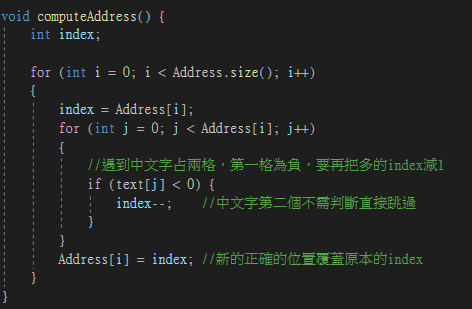 void computeAddress() {
    int index;

    for (int i = 0; i < Address.size(); i++)
    {
        index = Address[i];
        for (int j = 0; j < Address[i]; j++)
        {
            //遇到中文字占兩格，第一格為負，要再把多的index減1
            if (text[j] < 0) {
                index--;    //中文字第二個不需判斷直接跳過
            }
        }
        Address[i] = index; //新的正確的位置覆蓋原本的index
    }
}